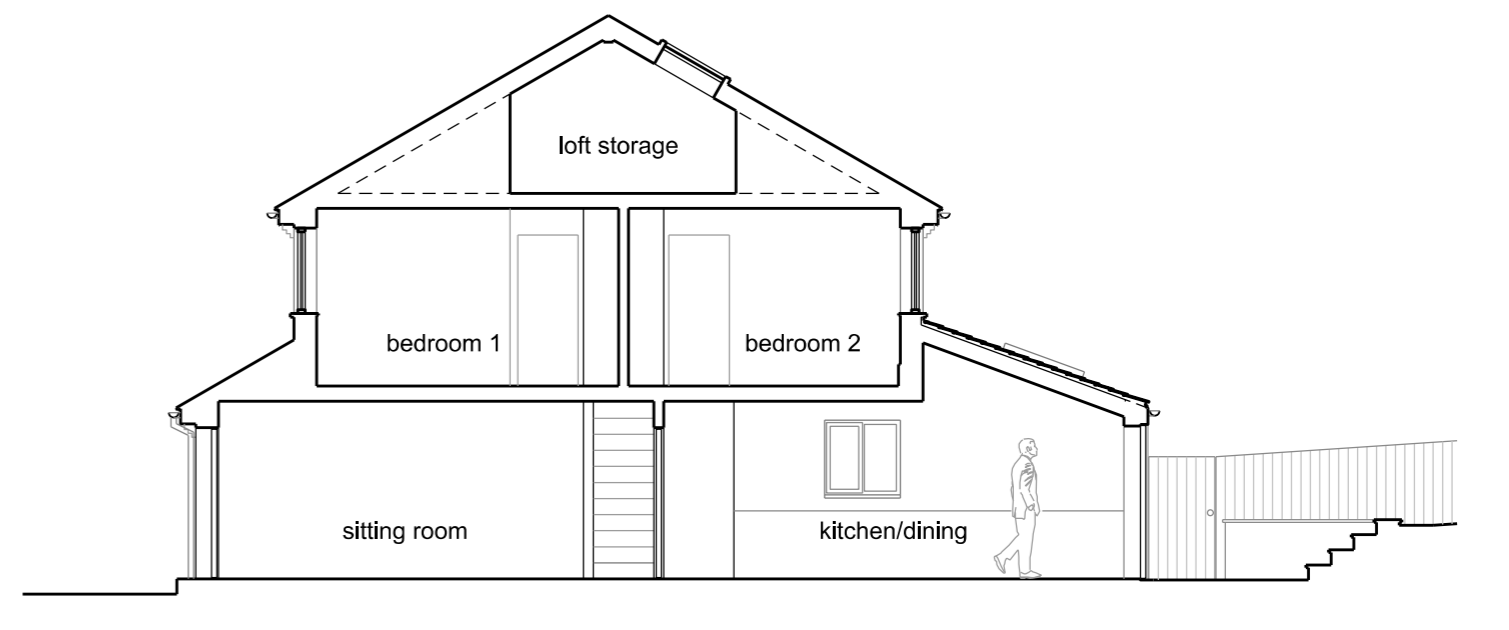 loft storage
bedroom 1
bedroom 2
sitting room
kitchen/dining